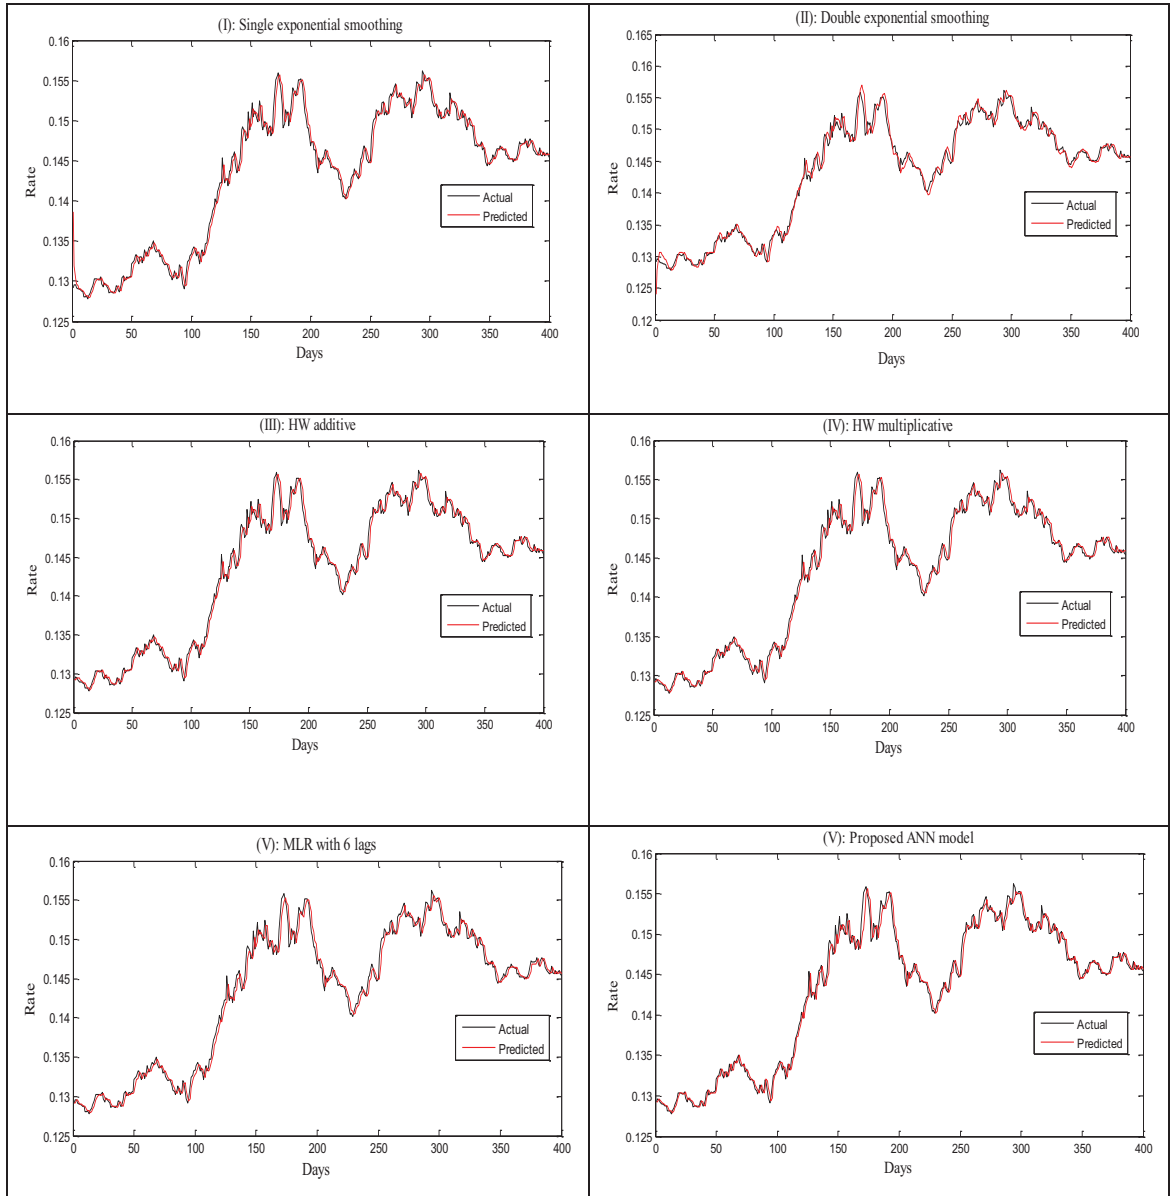 (I): Single exponential smoothing
0.16
0.155
0.15
0.145
0.14
0.135
0.13
0.125
Rate
Actual
Predicted
0 50 100 150 200 250 300 350 400
Days
(II): Double exponential smoothing
0.165
0.16
0.155
0.15
0.145
0.14
0.135
0.13
0.125
0.12
Rate
Actual
Predicted
0 50 100 150 200 250 300 350 400
Days
(III): HW additive
0.16
0.155
0.15
0.145
0.14
0.135
0.13
0.125
Rate
Actual
Predicted
0 50 100 150 200 250 300 350 400
Days
(IV): HW multiplicative
0.16
0.155
0.15
0.145
0.14
0.135
0.13
0.125
Rate
Actual
Predicted
0 50 100 150 200 250 300 350 400
Days
(V): MLR with 6 lags
0.16
0.155
0.15
0.145
0.14
0.135
0.13
0.125
Rate
Actual
Predicted
0 50 100 150 200 250 300 350 400
Days
(V): Proposed ANN model
0.16
0.155
0.15
0.145
0.14
0.135
0.13
0.125
Rate
Actual
Predicted
0 50 100 150 200 250 300 350 400
Days